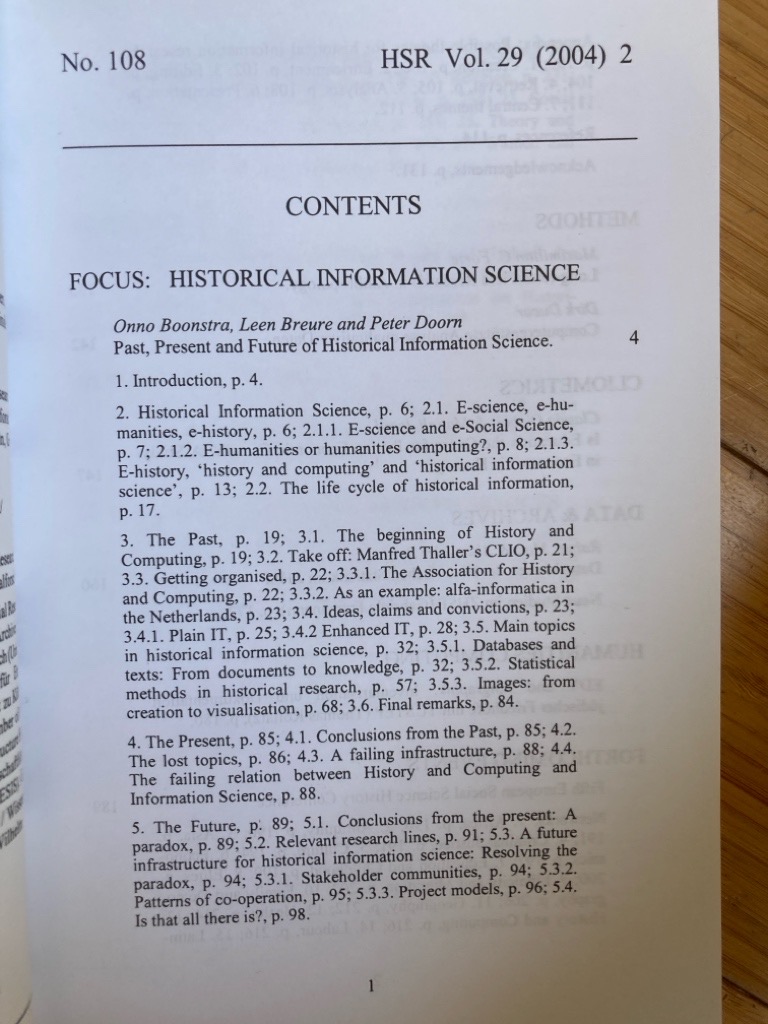 No. 108 HSR Vol. 29 (2004) 2
CONTENTS
FOCUS: HISTORICAL INFORMATION SCIENCE
Onno Boonstra, Leen Breure and Peter Doorn
Past, Present and Future of Historical Information Science. 4
1. Introduction, p. 4.
2. Historical Information Science, p. 6; 2.1. E-science, e-hu-
manities, e-history, p. 6; 2.1.1. E-science and e-Social Science,
p. 7; 2.1.2. E-humanities or humanities computing?, p. 8; 2.1.3.
E-history, ‘history and computing’ and ‘historical information
science’, p. 13; 2.2. The life cycle of historical information,
p. 17.
3. The Past, p. 19; 3.1. The beginning of History and
Computing, p. 19; 3.2. Take off: Manfred Thaller's CLIO, p. 21;
3.3. Getting organised, p. 22; 3.3.1. The Association for History
and Computing, p. 22; 3.3.2. As an example: alfa-informatica in
the Netherlands, p. 23; 3.4. Ideas, claims and convictions, p. 23;
3.4.1. Plain IT, p. 25; 3.4.2 Enhanced IT, p. 28; 3.5. Main topics
in historical information science, p. 32; 3.5.1. Databases and
texts: From documents to knowledge, p. 32; 3.5.2. Statistical
methods in historical research, p. 57; 3.5.3. Images: from
creation to visualisation, p. 68; 3.6. Final remarks, p. 84.
4. The Present, p. 85; 4.1. Conclusions from the Past, p. 85; 4.2.
The lost topics, p. 86; 4.3. A failing infrastructure, p. 88; 4.4.
The failing relation between History and Computing and
Information Science, p. 88.
5. The Future, p. 89; 5.1. Conclusions from the present: A
paradox, p. 89; 5.2. Relevant research lines, p. 91; 5.3. A future
infrastructure for historical information science: Resolving the
paradox, p. 94; 5.3.1. Stakeholder communities, p. 94; 5.3.2.
Patterns of co-operation, p. 95; 5.3.3. Project models, p. 96; 5.4.
Is that all there is?, p. 98.
1